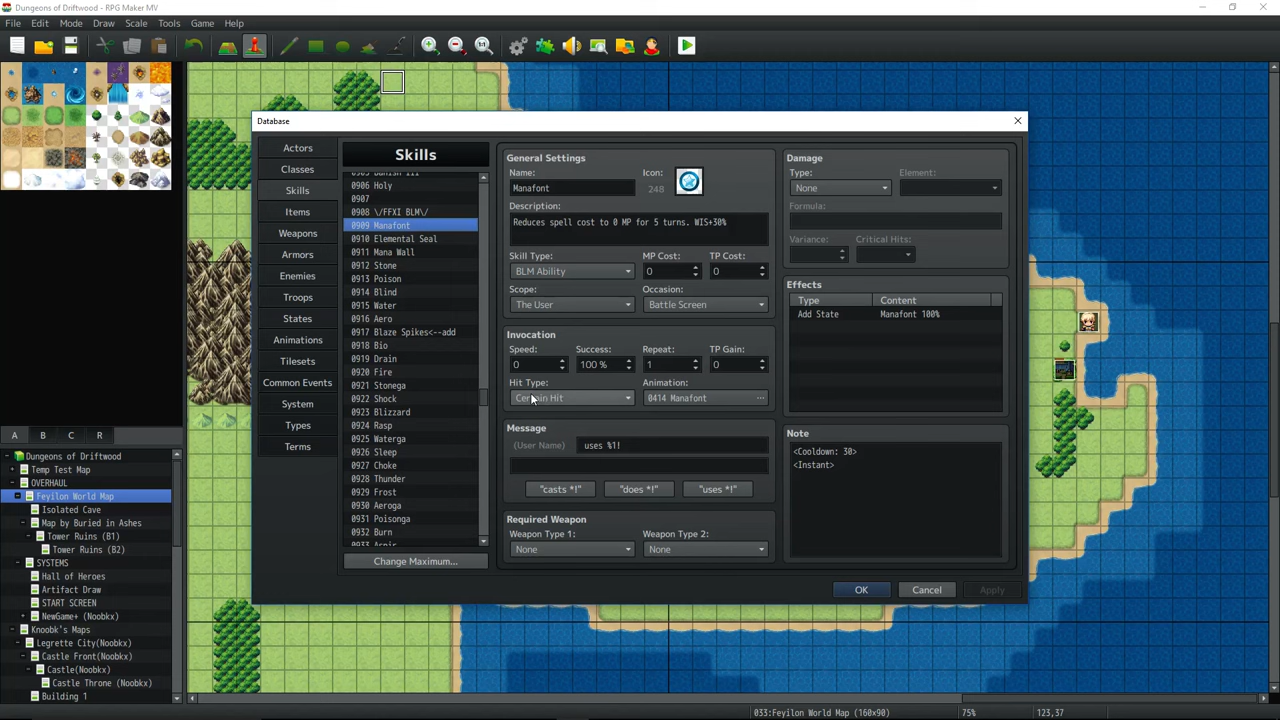 Dungeons of Driftwood - RPG Maker MV
File Edit Mode Draw Scale Tools Game Help
Database
Actors
Classes
Skills
Items
Weapons
Armors
Enemies
Troops
States
Animations
Tilesets
Common Events
System
Types
Terms
Skills
0905 Banish III
0906 Holy
0907
0908 \/FFXI BLM\/
0909 Manafont
0910 Elemental Seal
0911 Mana Wall
0912 Stone
0913 Poison
0914 Blind
0915 Water
0916 Aero
0917 Blaze Spikes<--add
0918 Bio
0919 Drain
0920 Fire
0921 Stonega
0922 Shock
0923 Blizzard
0924 Rasp
0925 Waterga
0926 Sleep
0927 Choke
0928 Thunder
0929 Frost
0930 Aeroga
0931 Poisonga
0932 Burn
0933 Aspir
Change Maximum...
General Settings
Name: Icon:
Manafont 248
Description:
Reduces spell cost to 0 MP for 5 turns. WIS+30%
Skill Type: MP Cost: TP Cost:
BLM Ability 0 0
Scope: Occasion:
The User Battle Screen
Invocation
Speed: Success: Repeat: TP Gain:
0 100 % 1 0
Hit Type: Animation:
Certain Hit 0414 Manafont ...
Message
(User Name) uses %1!
"casts *!" "does *!" "uses *!"
Required Weapon
Weapon Type 1: Weapon Type 2:
None None
Damage
Type: Element:
None
Formula:
Variance: Critical Hits:
Effects
Type Content
Add State Manafont 100%
Note
<Cooldown: 30>
<Instant>
OK Cancel Apply
A B C R
Dungeons of Driftwood
Temp Test Map
OVERHAUL
Feyilon World Map
Isolated Cave
Map by Buried in Ashes
Tower Ruins (B1)
Tower Ruins (B2)
SYSTEMS
Hall of Heroes
Artifact Draw
START SCREEN
NewGame+ (Noobkx)
Knoobk's Maps
Legrette City(Noobkx)
Castle Front(Noobkx)
Castle(Noobkx)
Castle Throne (Noobkx)
Building 1
033:Feyilon World Map (160x90) 75% 123,37